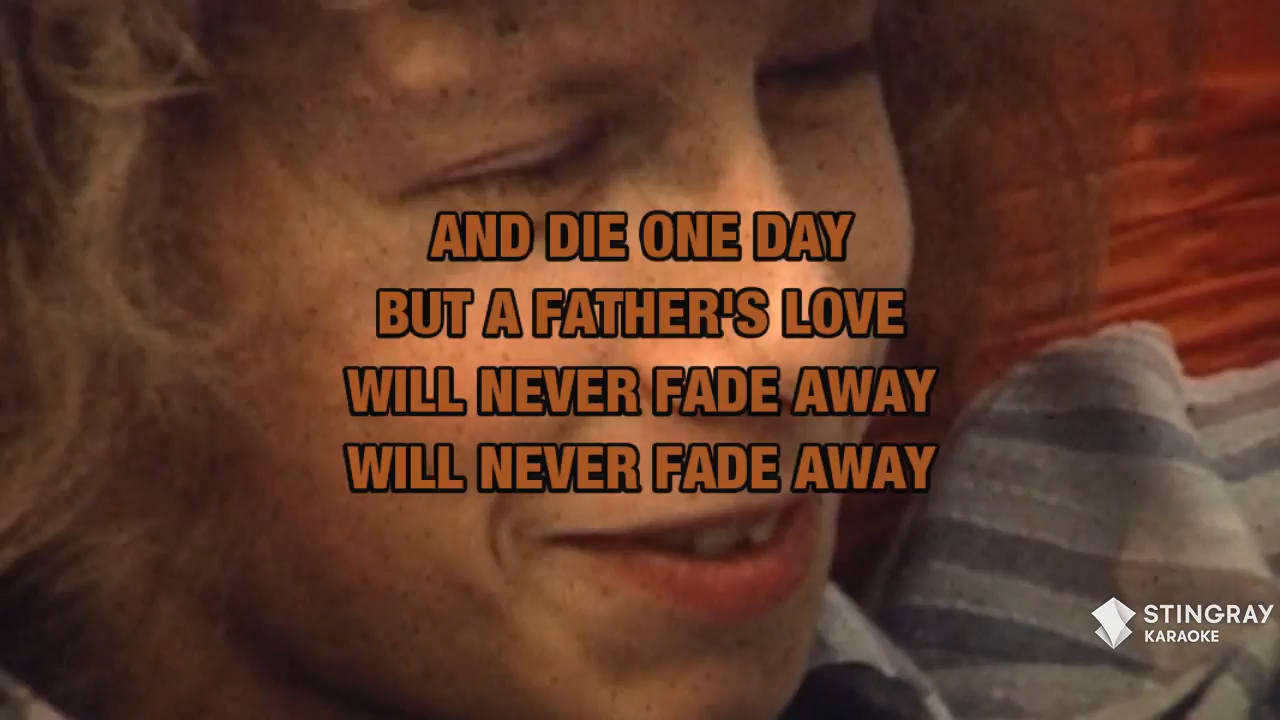 AND DIE ONE DAY
BUT A FATHER'S LOVE
WILL NEVER FADE AWAY
WILL NEVER FADE AWAY
STINGRAY
KARAOKE